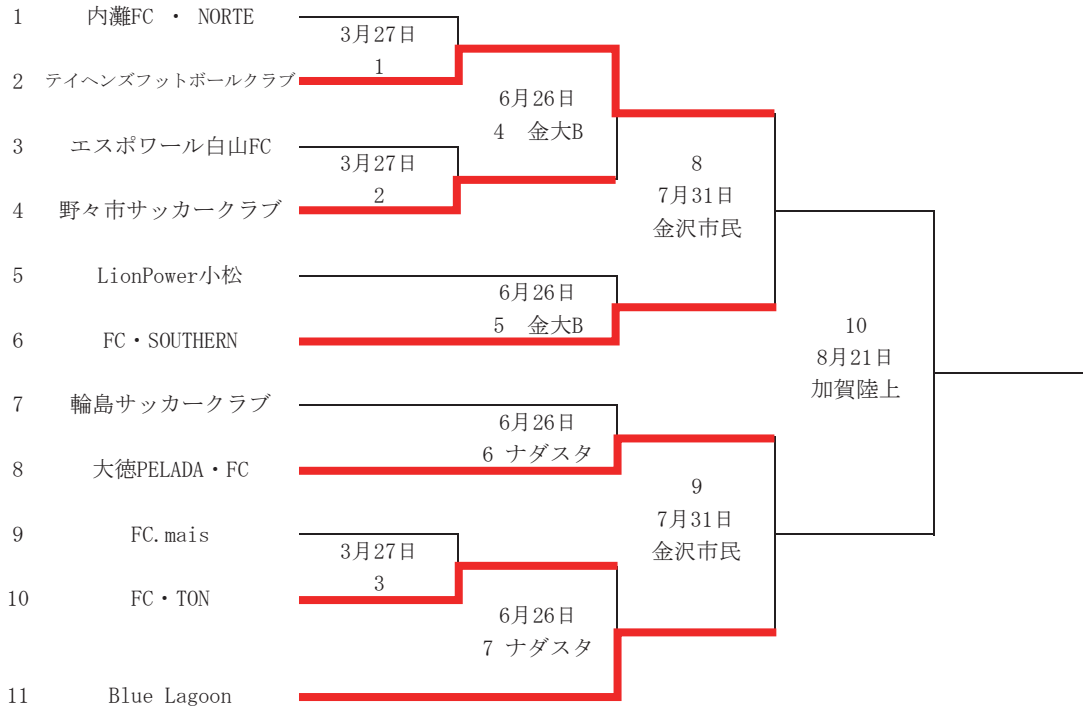 1 内灘FC ・ NORTE
3月27日
1
2 テイヘンズフットボールクラブ
6月26日
4 金大B
3 エスポワール白山FC
3月27日
2
4 野々市サッカークラブ
8
7月31日
金沢市民
5 LionPower小松
6月26日
5 金大B
6 FC・SOUTHERN
10
8月21日
加賀陸上
7 輪島サッカークラブ
6月26日
6 ナダスタ
8 大徳PELADA・FC
9
7月31日
金沢市民
9 FC.mais
3月27日
3
10 FC・TON
6月26日
7 ナダスタ
11 Blue Lagoon